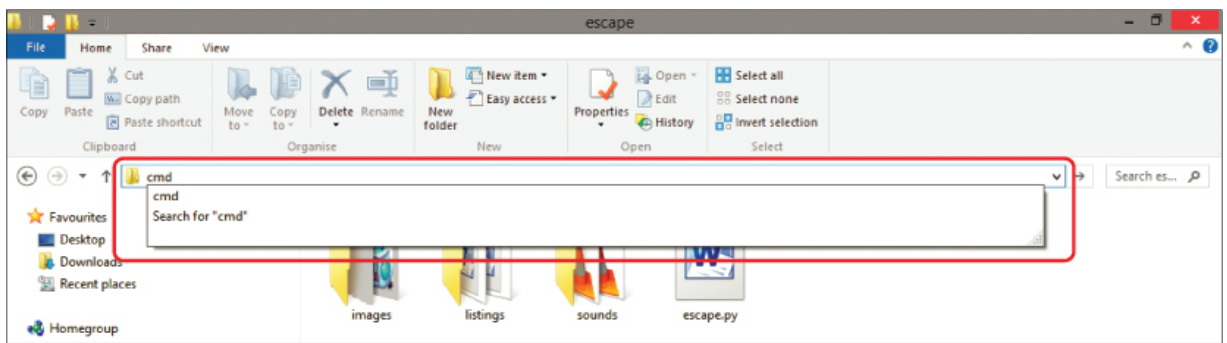 escape
File Home Share View
Copy
Paste
Cut
Copy path
Paste shortcut
Clipboard
Move to
Copy to
Delete
Rename
Organise
New folder
New item
Easy access
New
Properties
Open
Edit
History
Open
Select all
Select none
Invert selection
Select
cmd
Search es...
cmd
Search for "cmd"
Favourites
Desktop
Downloads
Recent places
Homegroup
images
listings
sounds
escape.py